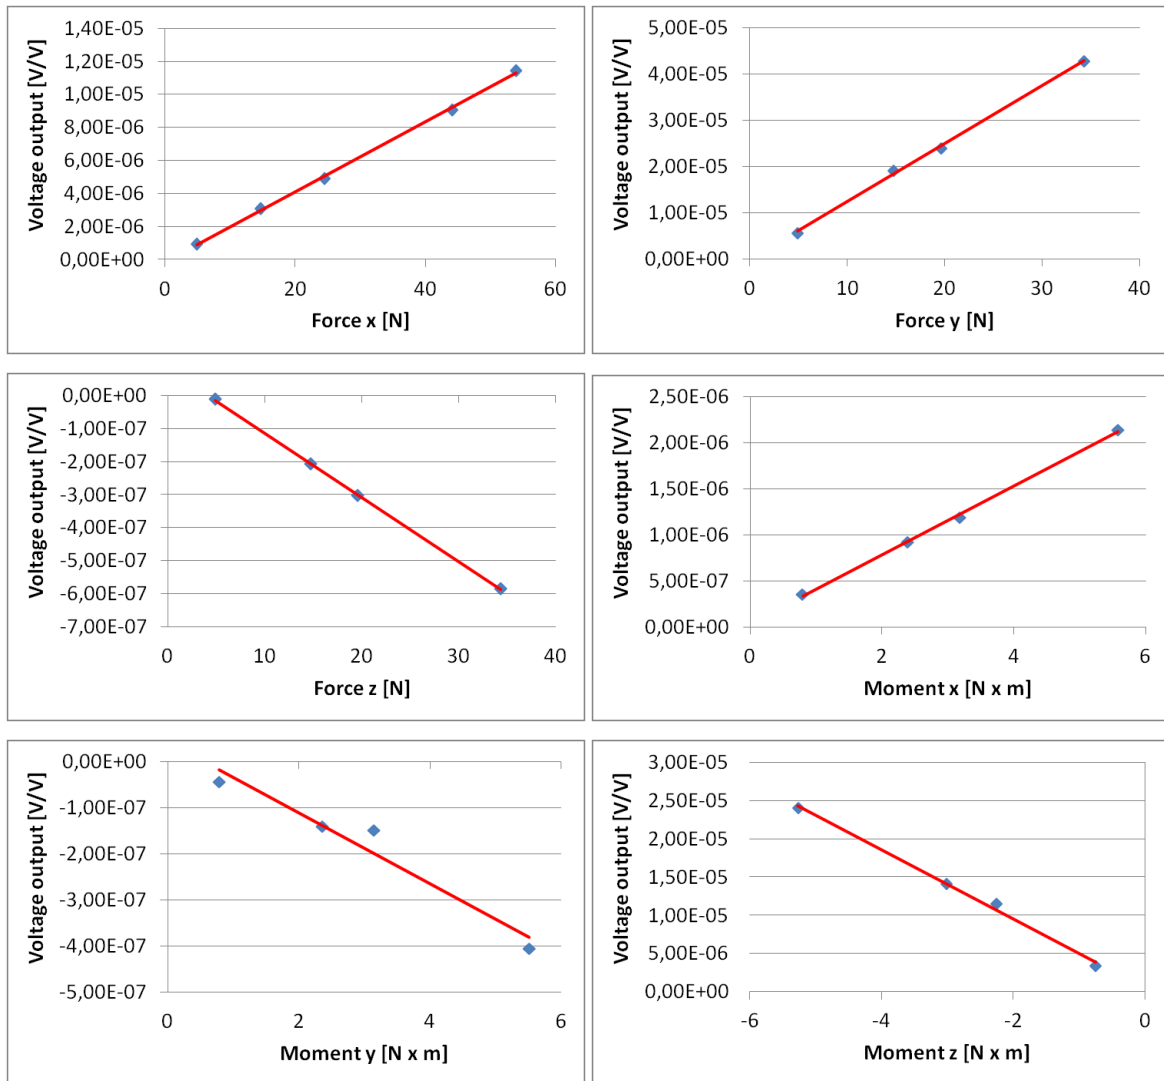 Voltage output [V/V]
1,40E-05
1,20E-05
1,00E-05
8,00E-06
6,00E-06
4,00E-06
2,00E-06
0,00E+00
0 20 40 60
Force x [N]
Voltage output [V/V]
5,00E-05
4,00E-05
3,00E-05
2,00E-05
1,00E-05
0,00E+00
0 10 20 30 40
Force y [N]
Voltage output [V/V]
0,00E+00
-1,00E-07
-2,00E-07
-3,00E-07
-4,00E-07
-5,00E-07
-6,00E-07
-7,00E-07
0 10 20 30 40
Force z [N]
Voltage output [V/V]
2,50E-06
2,00E-06
1,50E-06
1,00E-06
5,00E-07
0,00E+00
0 2 4 6
Moment x [N x m]
Voltage output [V/V]
0,00E+00
-1,00E-07
-2,00E-07
-3,00E-07
-4,00E-07
-5,00E-07
0 2 4 6
Moment y [N x m]
Voltage output [V/V]
3,00E-05
2,50E-05
2,00E-05
1,50E-05
1,00E-05
5,00E-06
0,00E+00
-6 -4 -2 0
Moment z [N x m]